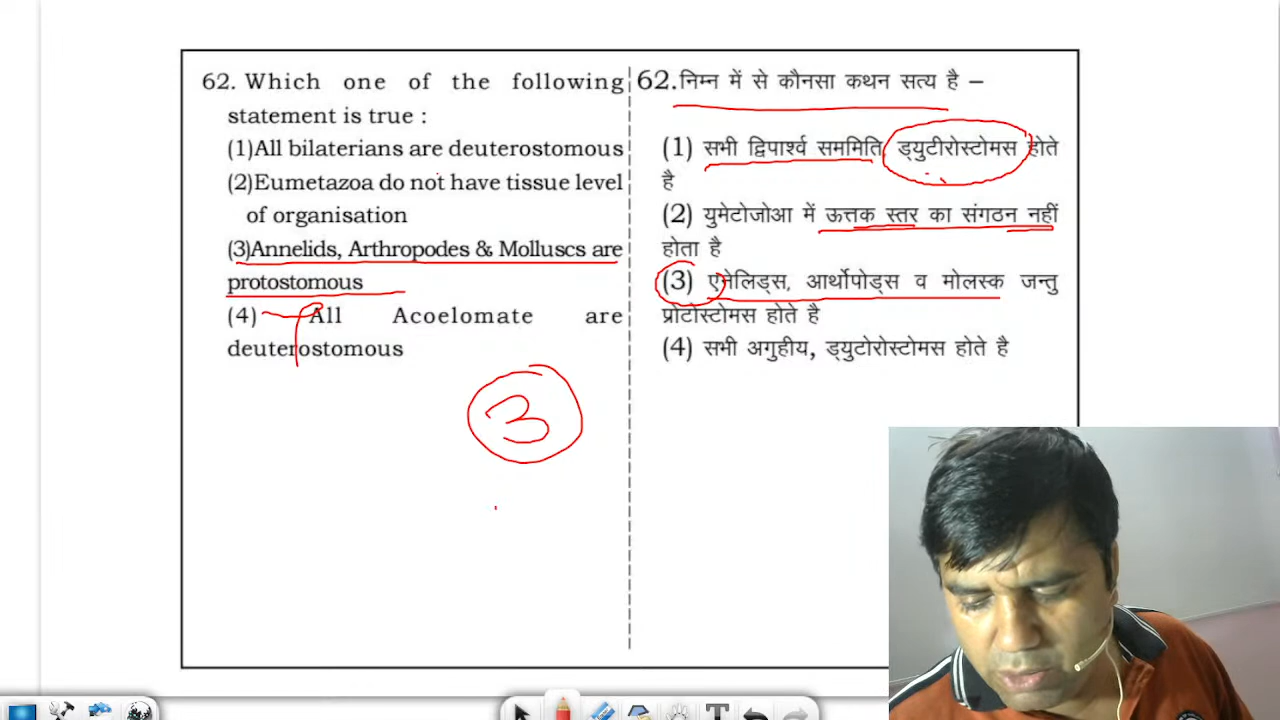 62. Which one of the following
statement is true :
(1)All bilaterians are deuterostomous
(2)Eumetazoa do not have tissue level
of organisation
(3)Annelids, Arthropodes & Molluscs are
protostomous
(4) All Acoelomate are
deuterostomous
3
62.निम्न में से कौनसा कथन सत्य है –
(1) सभी द्विपार्श्व सममिति ड्युटीरोस्टोमस होते
है
(2) युमेटोजोआ में ऊत्तक स्तर का संगठन नहीं
होता है
(3) एनेलिड्स, आर्थोपोड्स व मोलस्क जन्तु
प्रोटोस्टोमस होते है
(4) सभी अगुहीय, ड्युटोरोस्टोमस होते है
T